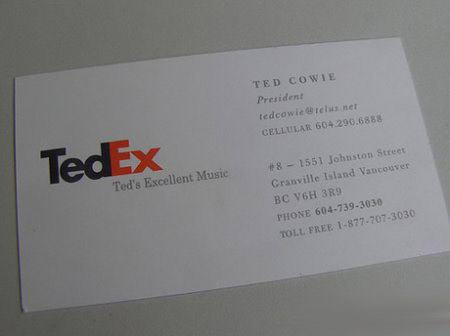 TedEx
Ted's Excellent Music
TED COWIE
President
tedcowie@telus.net
CELLULAR 604.290.6888
#8 – 1551 Johnston Street
Granville Island Vancouver
BC V6H 3R9
PHONE 604-739-3030
TOLL FREE 1-877-707-3030